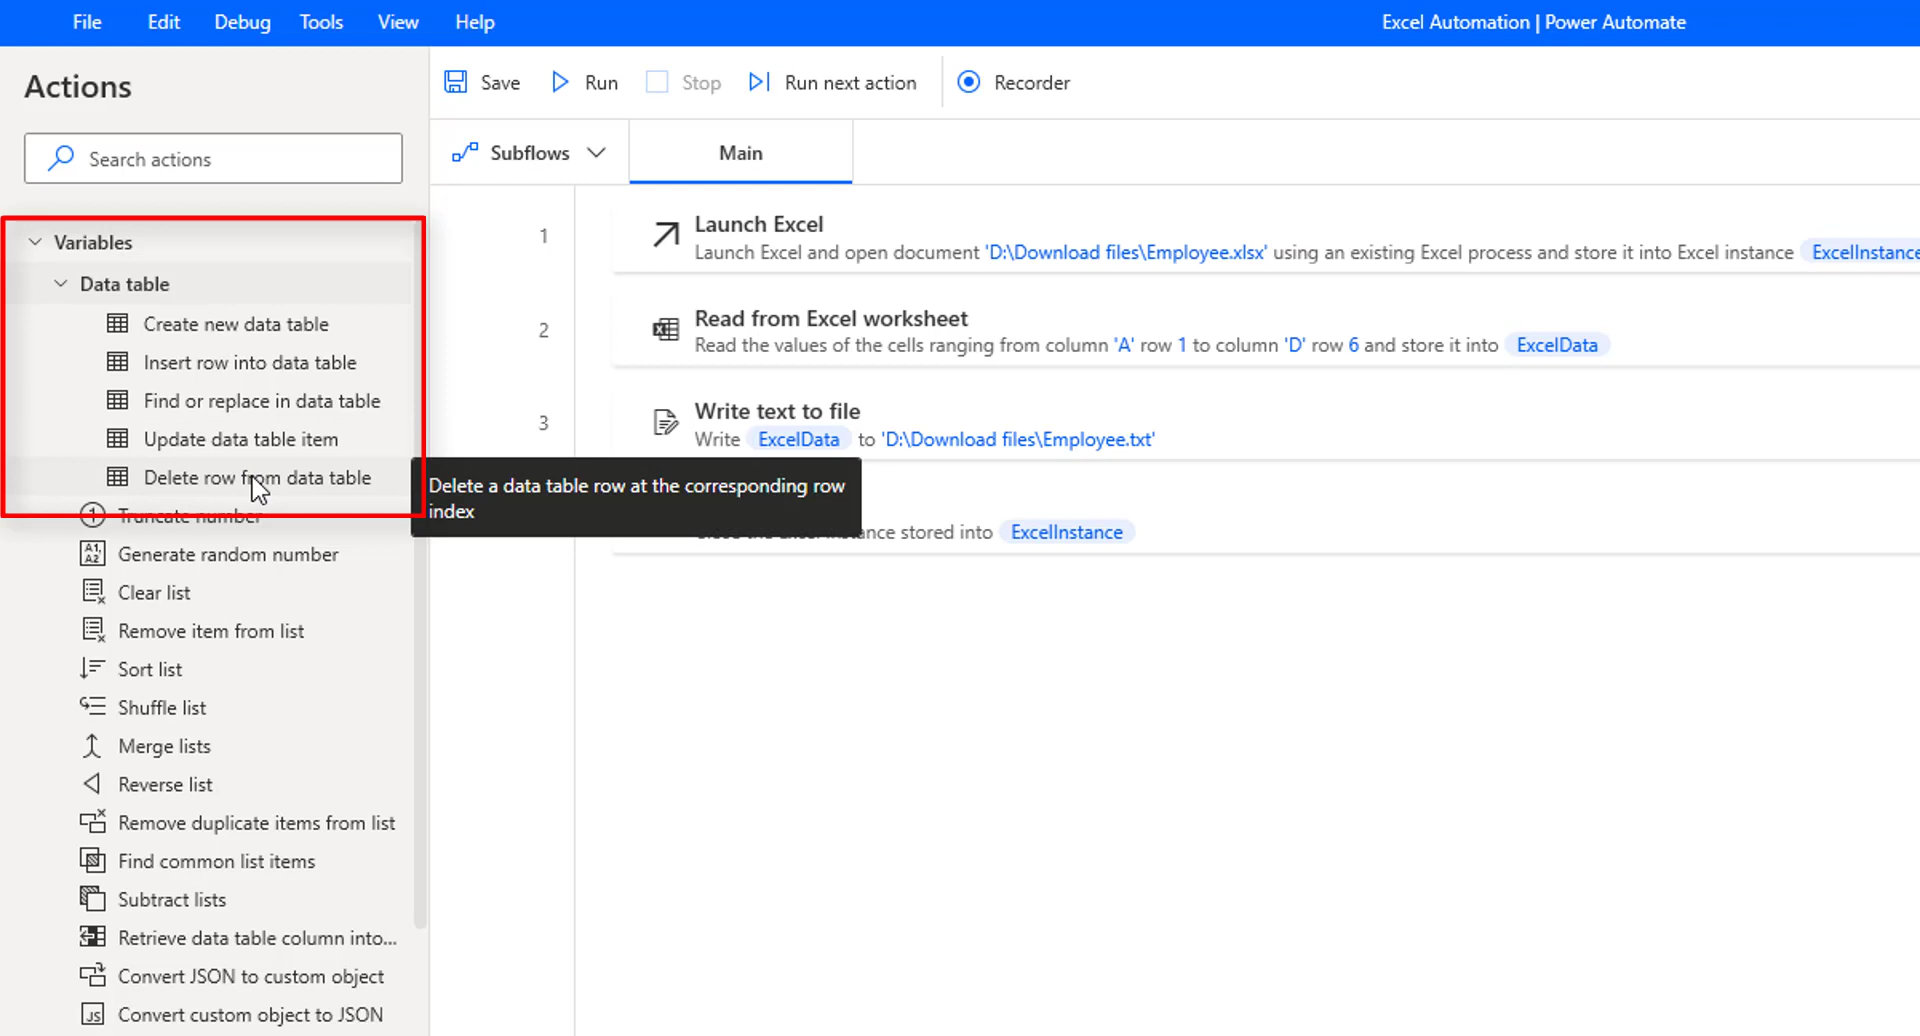 File Edit Debug Tools View Help
Excel Automation | Power Automate
Actions
Search actions
Variables
Data table
Create new data table
Insert row into data table
Find or replace in data table
Update data table item
Delete row from data table
Truncate number
A1,
A2
Generate random number
Clear list
Remove item from list
Sort list
Shuffle list
Merge lists
Reverse list
Remove duplicate items from list
Find common list items
Subtract lists
Retrieve data table column into...
Convert JSON to custom object
JS
Convert custom object to JSON
Save Run Stop Run next action Recorder
Subflows Main
1
Launch Excel
Launch Excel and open document 'D:\Download files\Employee.xlsx' using an existing Excel process and store it into Excel instance ExcelInstance
2
Read from Excel worksheet
Read the values of the cells ranging from column 'A' row 1 to column 'D' row 6 and store it into ExcelData
3
Write text to file
Write ExcelData to 'D:\Download files\Employee.txt'
Delete a data table row at the corresponding row
index
stored into ExcelInstance